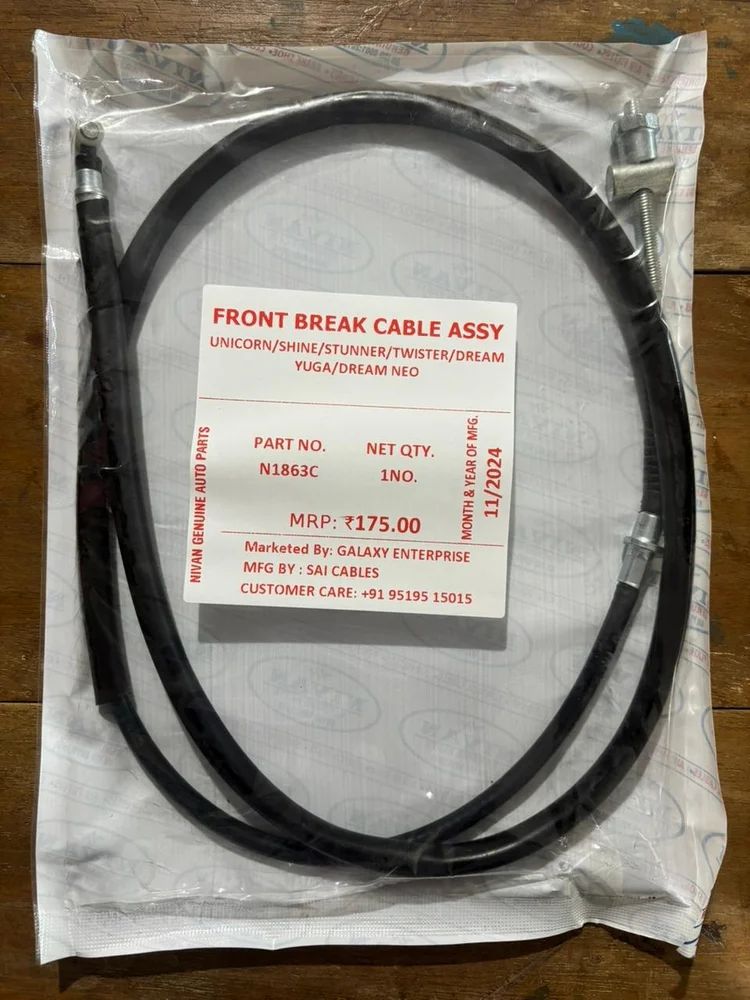 FRONT BREAK CABLE ASSY
UNICORN/SHINE/STUNNER/TWISTER/DREAM
YUGA/DREAM NEO
NIVAN GENUINE AUTO PARTS
PART NO.
N1863C
NET QTY.
1NO.
MONTH & YEAR OF MFG.
11/2024
MRP: ₹175.00
Marketed By: GALAXY ENTERPRISE
MFG BY : SAI CABLES
CUSTOMER CARE: +91 95195 15015
NIVAN